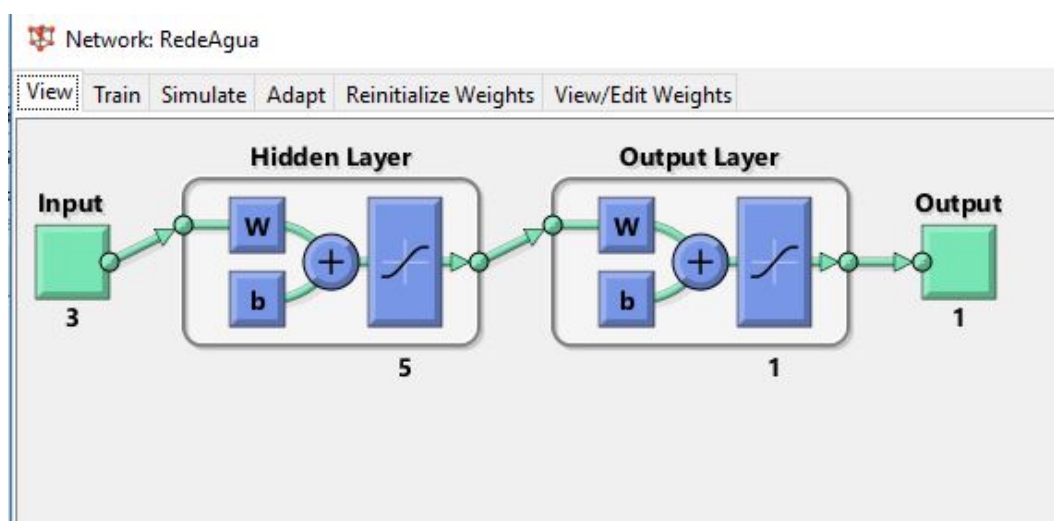 Network: RedeAgua
View Train Simulate Adapt Reinitialize Weights View/Edit Weights
Hidden Layer Output Layer
Input Output
W W
b b
3 1
5 1